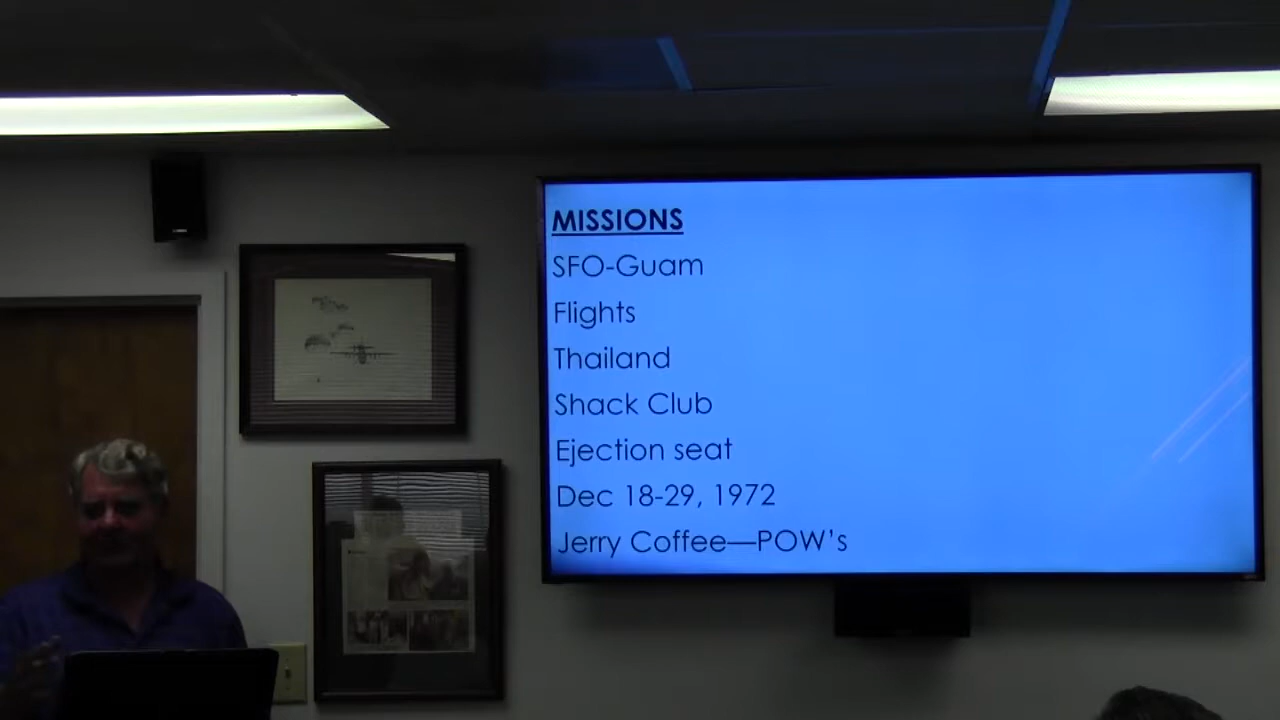 MISSIONS
SFO-Guam
Flights
Thailand
Shack Club
Ejection seat
Dec 18-29, 1972
Jerry Coffee—POW's